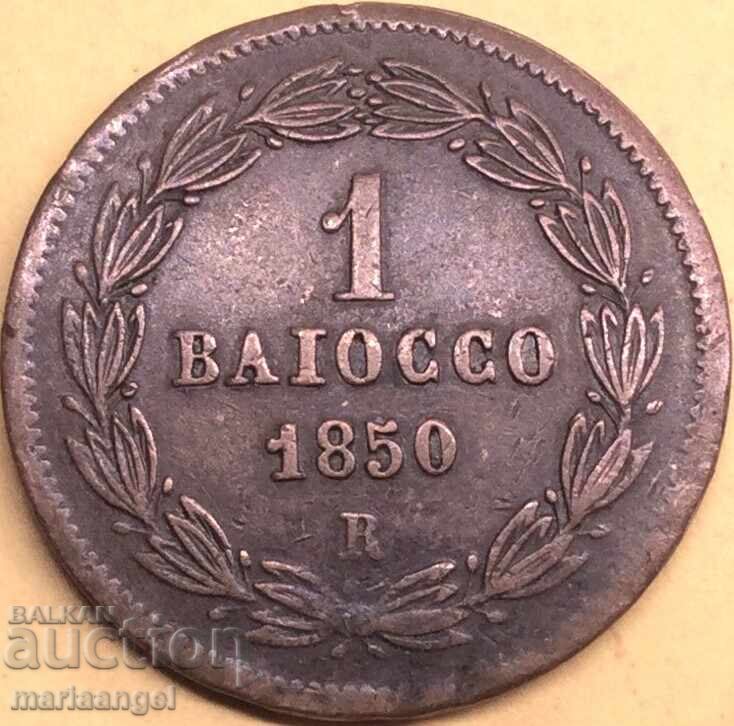 1
BAIOCCO
1850
R
BALKAN
auction
mariaangel